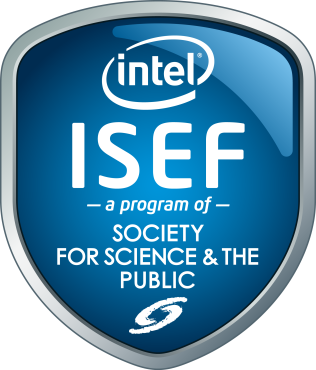 intel®
ISEF
– a program of –
SOCIETY
FOR SCIENCE & THE
PUBLIC